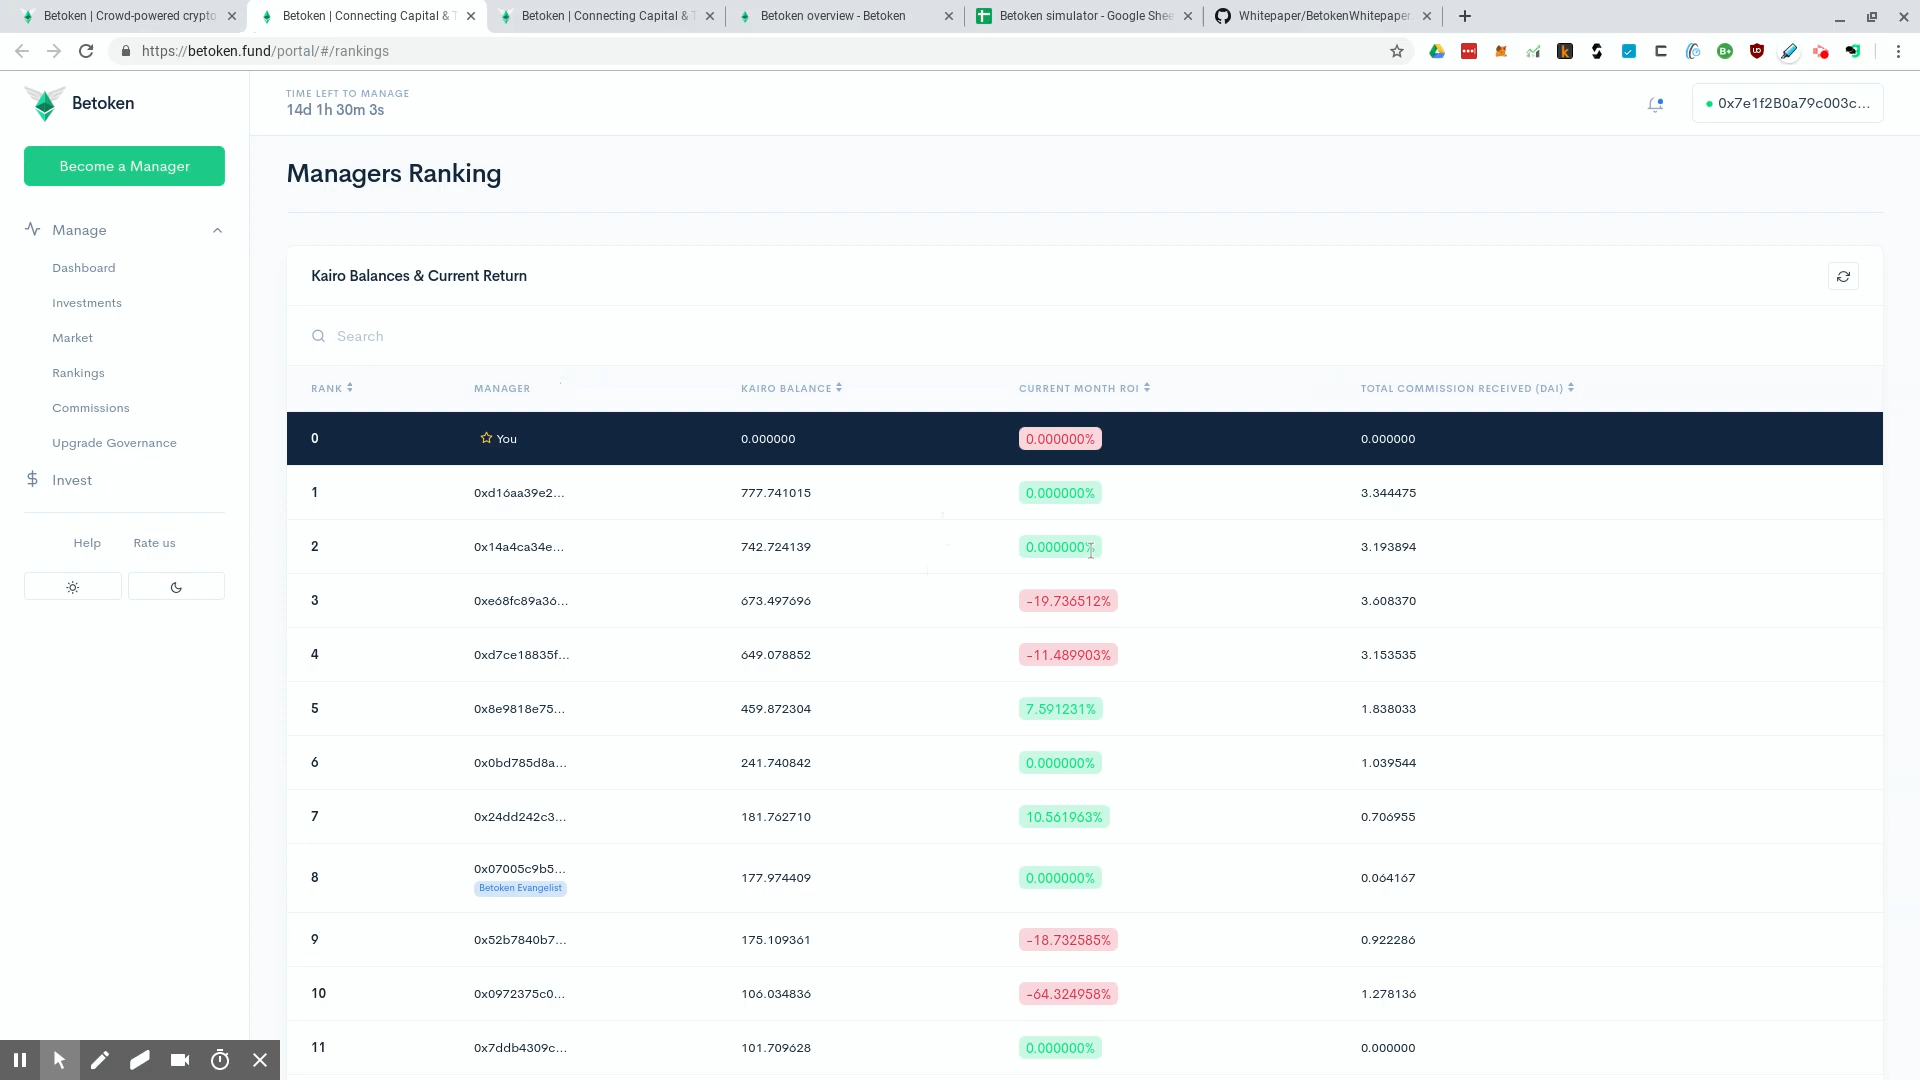 Betoken | Crowd-powered crypto
Betoken | Connecting Capital & T
Betoken | Connecting Capital & T
Betoken overview - Betoken
Betoken simulator - Google Shee
Whitepaper/BetokenWhitepaper
https://betoken.fund/portal/#/rankings
Betoken
TIME LEFT TO MANAGE
14d 1h 30m 3s
0x7e1f2B0a79c003c...
Become a Manager
Manage
Dashboard
Investments
Market
Rankings
Commissions
Upgrade Governance
Invest
Help Rate us
Managers Ranking
Kairo Balances & Current Return
Search
RANK MANAGER KAIRO BALANCE CURRENT MONTH ROI TOTAL COMMISSION RECEIVED (DAI)
0 You 0.000000 0.000000% 0.000000
1 0xd16aa39e2... 777.741015 0.000000% 3.344475
2 0x14a4ca34e... 742.724139 0.000000% 3.193894
3 0xe68fc89a36... 673.497696 -19.736512% 3.608370
4 0xd7ce18835f... 649.078852 -11.489903% 3.153535
5 0x8e9818e75... 459.872304 7.591231% 1.838033
6 0x0bd785d8a... 241.740842 0.000000% 1.039544
7 0x24dd242c3... 181.762710 10.561963% 0.706955
8 0x07005c9b5... 177.974409 0.000000% 0.064167
Betoken Evangelist
9 0x52b7840b7... 175.109361 -18.732585% 0.922286
10 0x0972375c0... 106.034836 -64.324958% 1.278136
11 0x7ddb4309c... 101.709628 0.000000% 0.000000